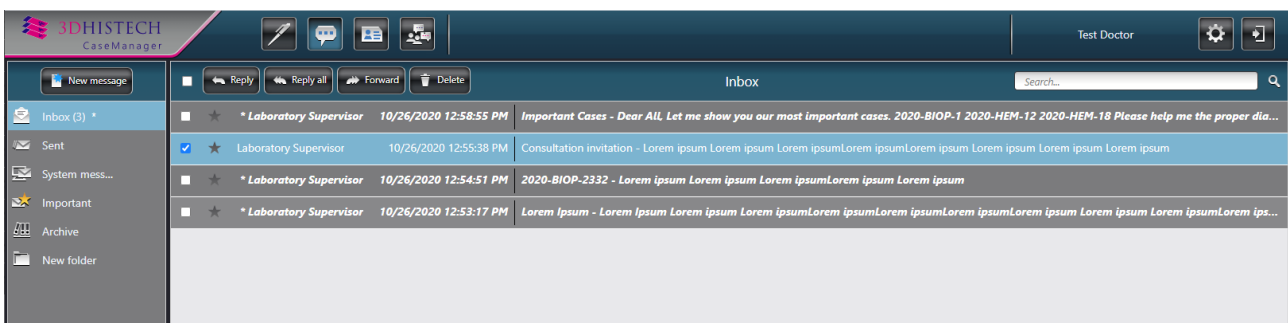 3DHISTECH
CaseManager
Test Doctor
New message
Reply
Reply all
Forward
Delete
Inbox
Search...
Inbox (3) *
Sent
System mess...
Important
Archive
New folder
* Laboratory Supervisor 10/26/2020 12:58:55 PM Important Cases - Dear All, Let me show you our most important cases. 2020-BIOP-1 2020-HEM-12 2020-HEM-18 Please help me the proper dia...
Laboratory Supervisor 10/26/2020 12:55:38 PM Consultation invitation - Lorem ipsum Lorem ipsum Lorem ipsumLorem ipsumLorem ipsum Lorem ipsum Lorem ipsum Lorem ipsum
* Laboratory Supervisor 10/26/2020 12:54:51 PM 2020-BIOP-2332 - Lorem ipsum Lorem ipsum Lorem ipsumLorem ipsum Lorem ipsum
* Laboratory Supervisor 10/26/2020 12:53:17 PM Lorem Ipsum - Lorem Ipsum Lorem ipsum Lorem ipsumLorem ipsumLorem ipsumLorem ipsumLorem ipsum Lorem ipsum Lorem ipsumLorem ips...